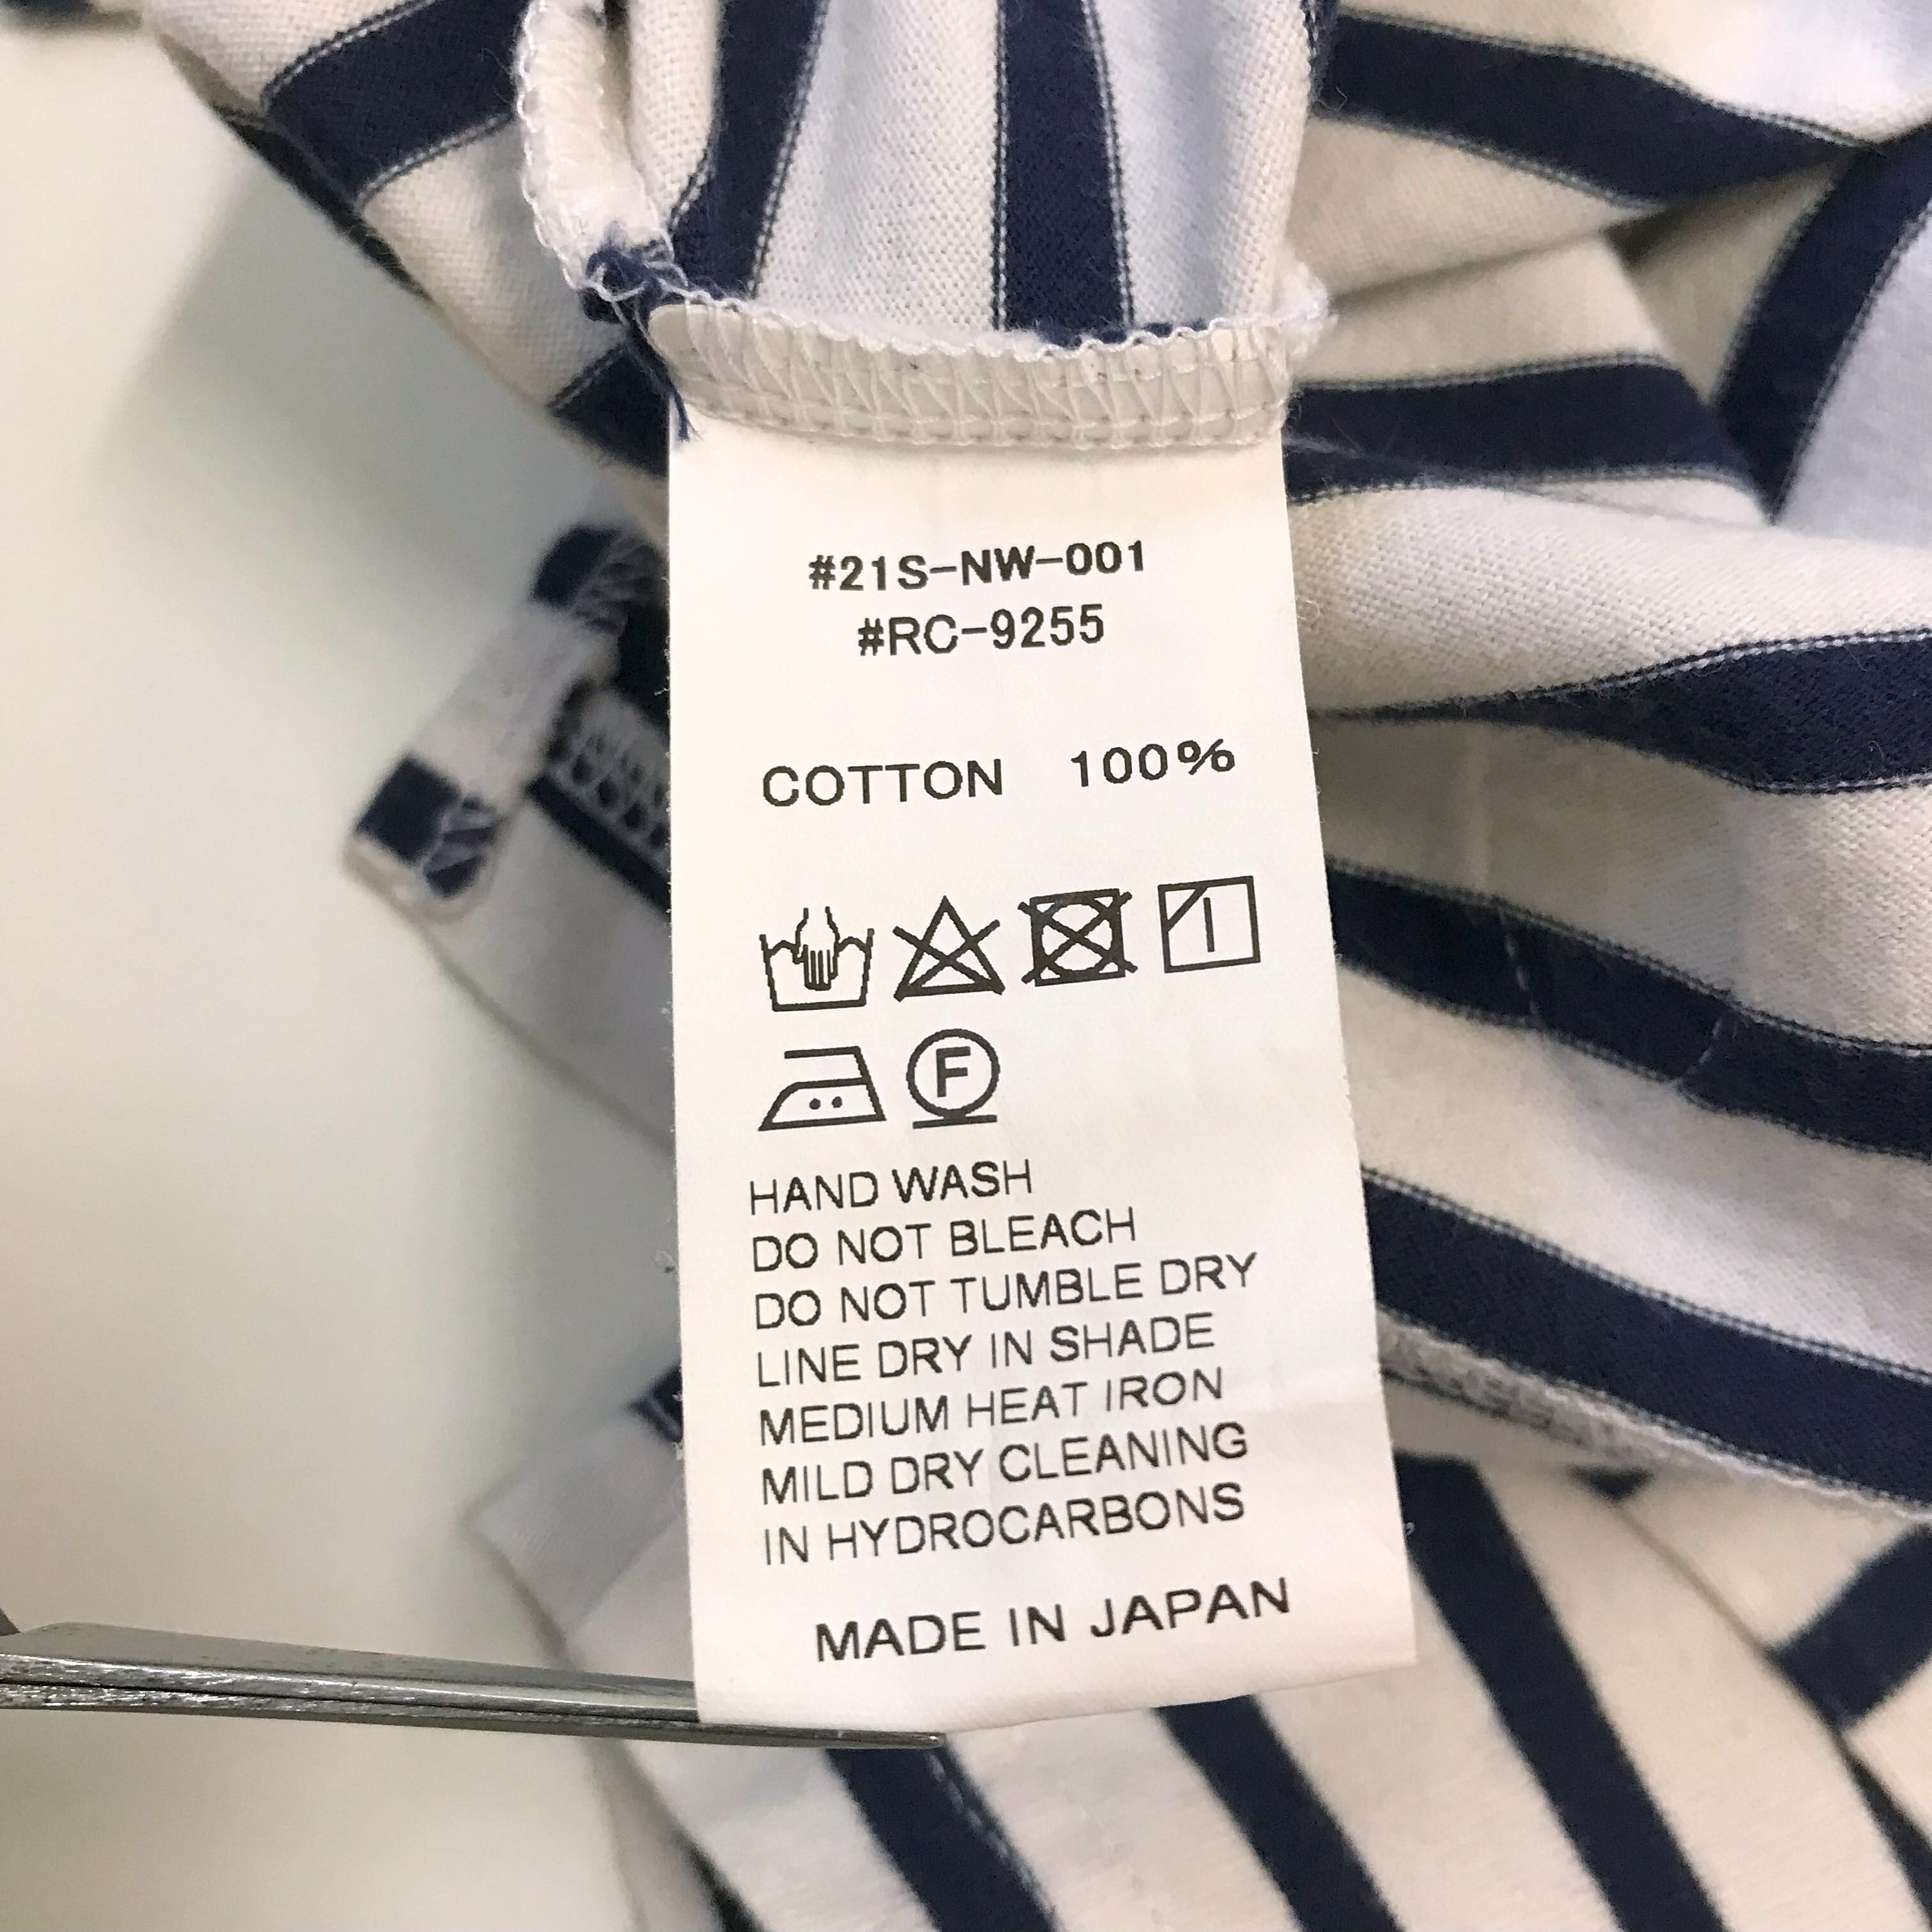 #21S-NW-001
#RC-9255
COTTON 100%
F
HAND WASH
DO NOT BLEACH
DO NOT TUMBLE DRY
LINE DRY IN SHADE
MEDIUM HEAT IRON
MILD DRY CLEANING
IN HYDROCARBONS
MADE IN JAPAN